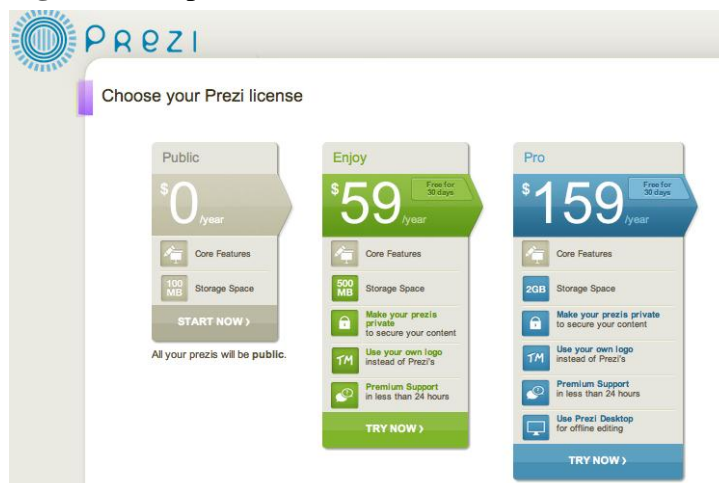 PReZI
Choose your Prezi license
Public
$0/year
Core Features
100 MB Storage Space
START NOW >
All your prezis will be public.
Enjoy
$59/year
Free for
30 days
Core Features
500 MB Storage Space
Make your prezis
private
to secure your content
Use your own logo
instead of Prezi's
Premium Support
in less than 24 hours
TRY NOW >
Pro
$159/year
Free for
30 days
Core Features
2GB Storage Space
Make your prezis private
to secure your content
TM Use your own logo
instead of Prezi's
Premium Support
in less than 24 hours
Use Prezi Desktop
for offline editing
TRY NOW >